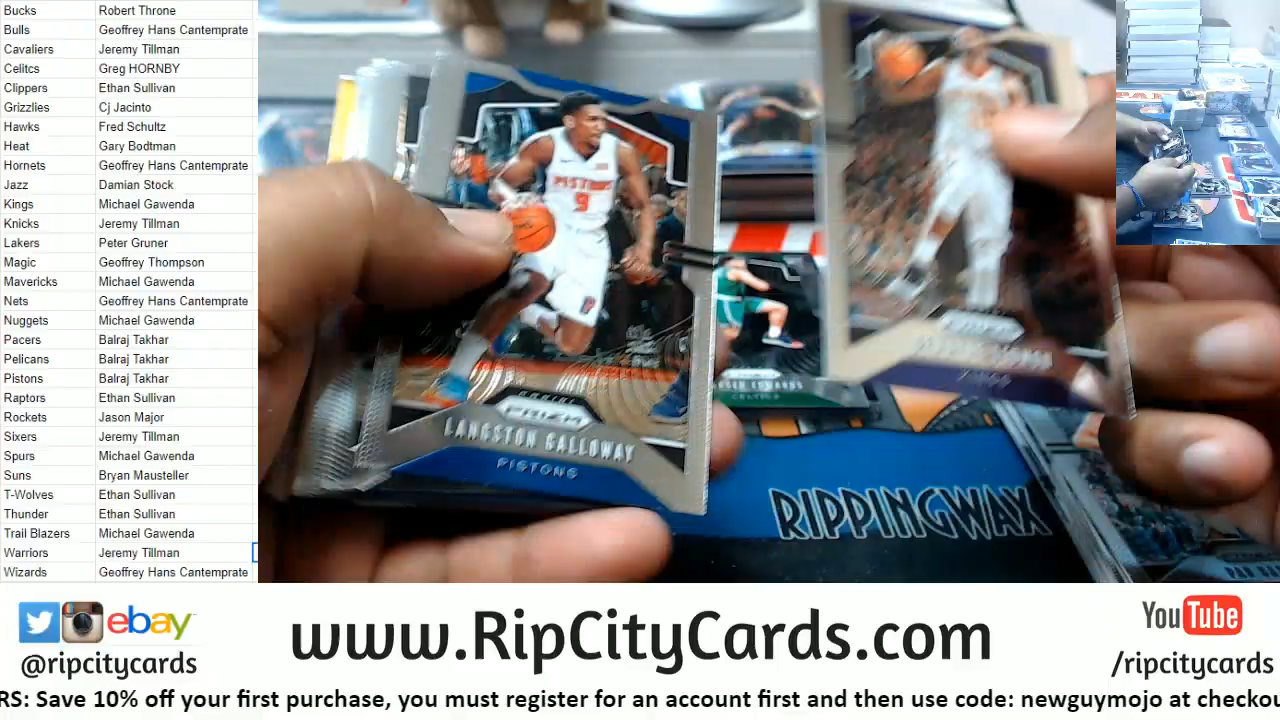 Bucks Robert Throne
Bulls Geoffrey Hans Cantemprate
Cavaliers Jeremy Tillman
Celitcs Greg HORNBY
Clippers Ethan Sullivan
Grizzlies Cj Jacinto
Hawks Fred Schultz
Heat Gary Bodtman
Hornets Geoffrey Hans Cantemprate
Jazz Damian Stock
Kings Michael Gawenda
Knicks Jeremy Tillman
Lakers Peter Gruner
Magic Geoffrey Thompson
Mavericks Michael Gawenda
Nets Geoffrey Hans Cantemprate
Nuggets Michael Gawenda
Pacers Balraj Takhar
Pelicans Balraj Takhar
Pistons Balraj Takhar
Raptors Ethan Sullivan
Rockets Jason Major
Sixers Jeremy Tillman
Spurs Michael Gawenda
Suns Bryan Mausteller
T-Wolves Ethan Sullivan
Thunder Ethan Sullivan
Trail Blazers Michael Gawenda
Warriors Jeremy Tillman
Wizards Geoffrey Hans Cantemprate
PISTONS
9
PANINI
PRIZM
LANGSTON GALLOWAY
PISTONS
EDWARDS
CELTICS
RIPPINGWAX
ebay
@ripcitycards
www.RipCityCards.com
YouTube
/ripcitycards
RS: Save 10% off your first purchase, you must register for an account first and then use code: newguymojo at checkou